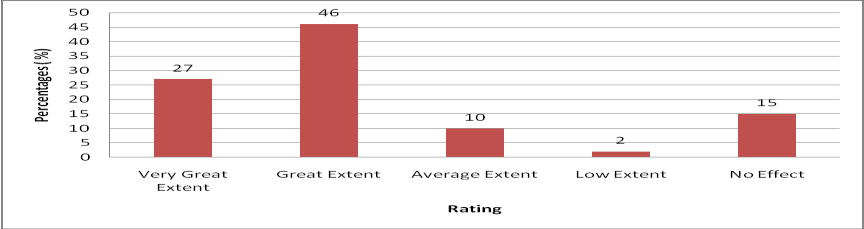 Percentages (%)
50
45
40
35
30
25
20
15
10
5
0
27
46
10
2
15
Very Great
Extent
Great Extent
Average Extent
Low Extent
No Effect
Rating